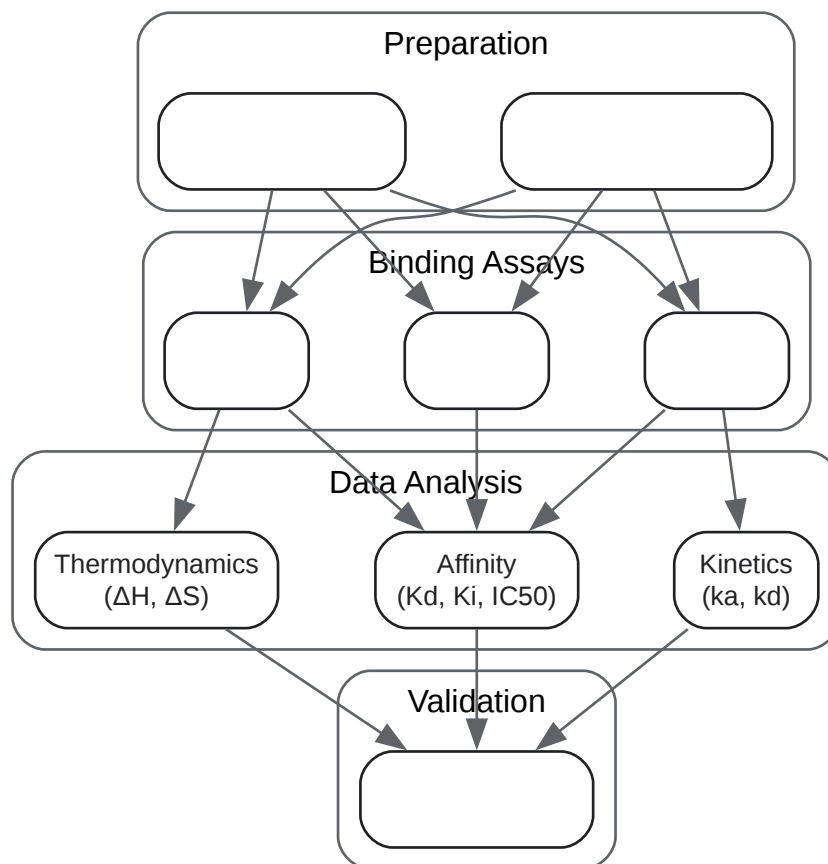 Preparation
Binding Assays
Data Analysis
Thermodynamics
(ΔH, ΔS)
Affinity
(Kd, Ki, IC50)
Kinetics
(ka, kd)
Validation